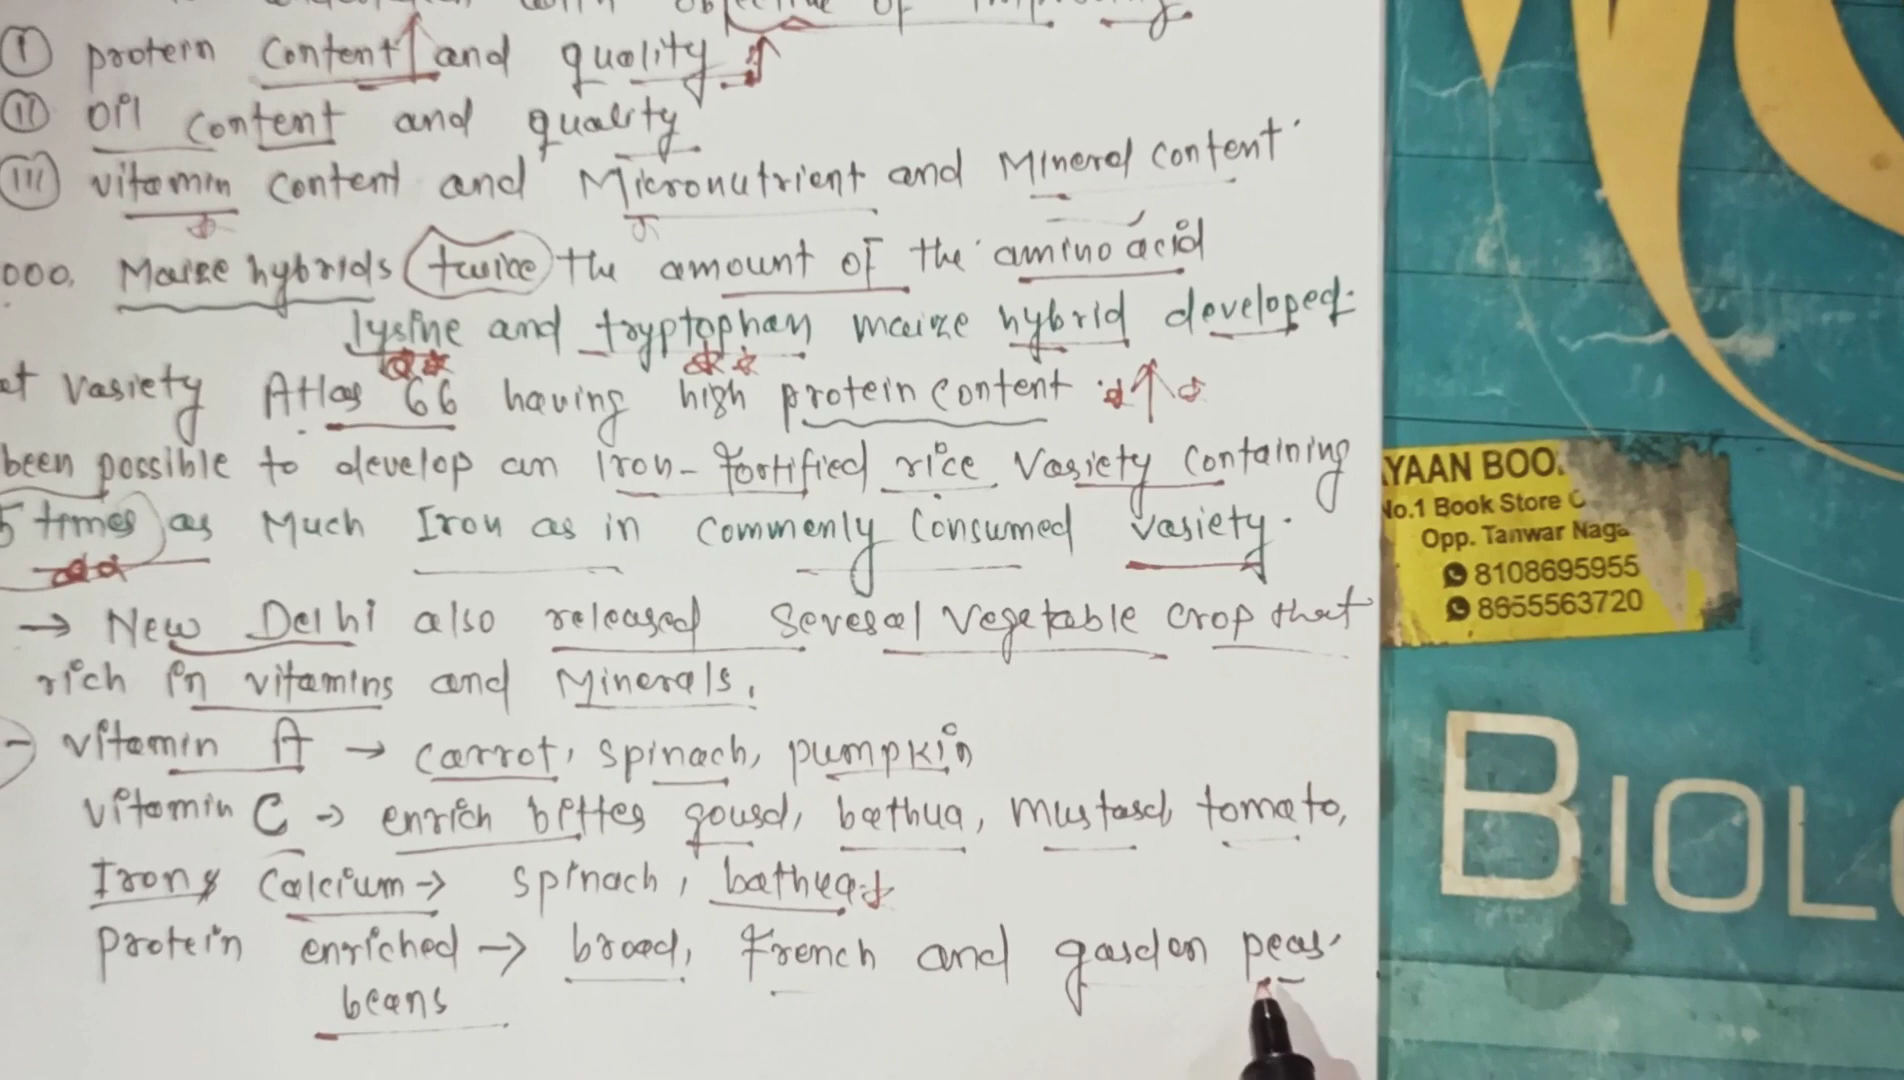 objective of improving
(I) protein content↑ and quality ↑
(II) oil content and quality
(III) vitamin content and Micronutrient and Mineral content.
000, Maize hybrids twice the amount of the amino acid
lysine and tryptophan maize hybrid developed.
variety Atlas 66 having high protein content ↑
been possible to develop an iron-fortified rice variety containing
5 times as Much Iron as in commenly consumed variety.
→ New Delhi also released several vegetable crop that
rich in vitamins and Minerals.
vitamin A → carrot, spinach, pumpkin
vitamin C → enrich bitter gourd, bathua, mustard, tomato,
Iron & calcium → spinach, bathua.
protein enriched → broad, french and garden peas.
beans
YAAN BOO
No.1 Book Store
Opp. Tanwar Naga
8108695955
8655563720
BIOLO